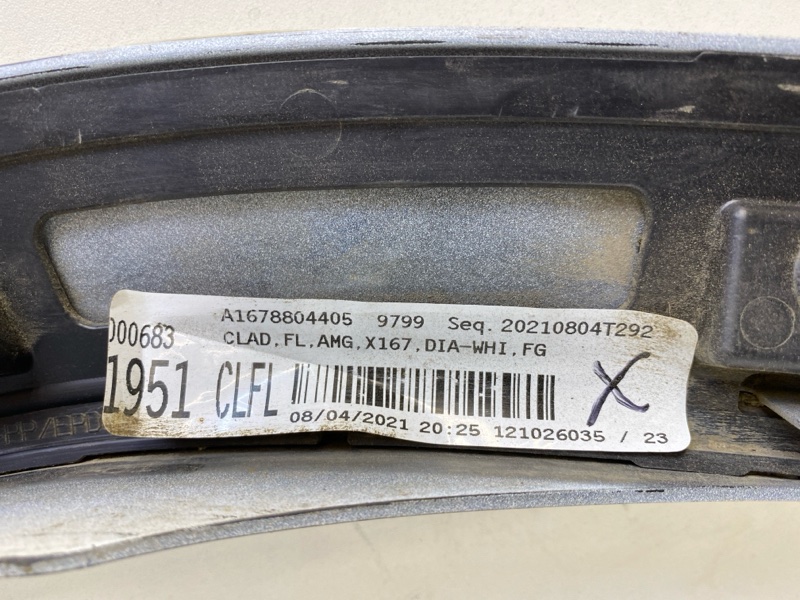 A1678804405 9799 Seq. 20210804T292
000683 CLAD,FL,AMG,X167,DIA-WHI,FG
1951 CLFL
X
08/04/2021 20:25 121026035 / 23